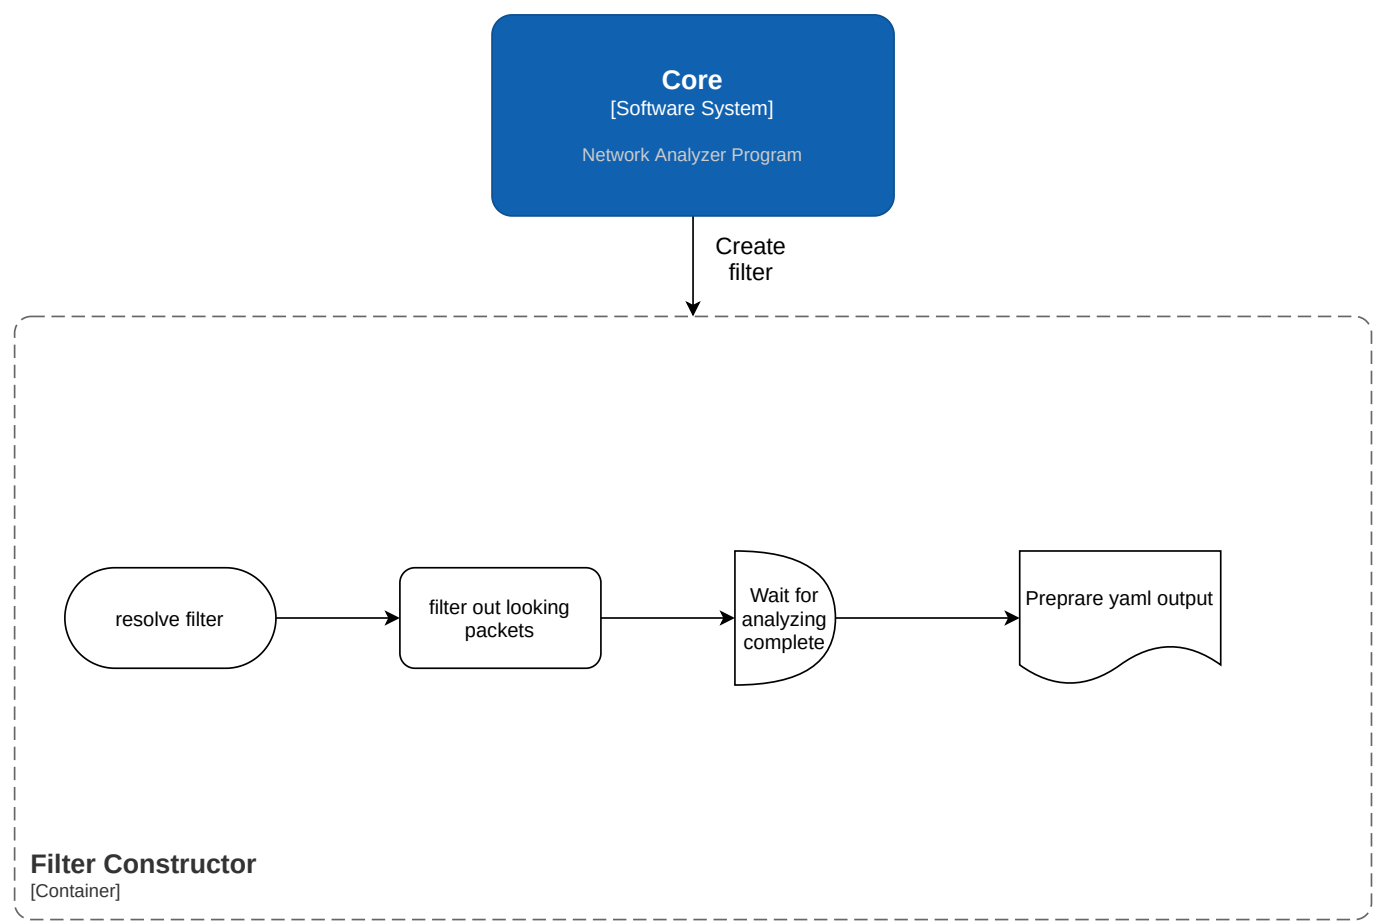 Core
[Software System]
Network Analyzer Program
Create
filter
resolve filter
filter out looking
packets
Wait for
analyzing
complete
Preprare yaml output
Filter Constructor
[Container]